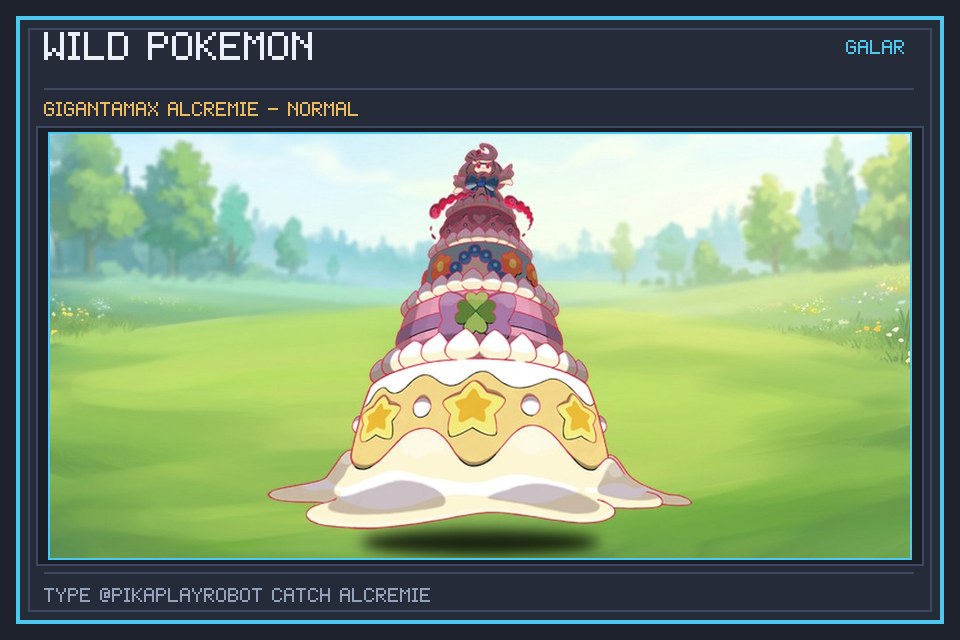 WILD POKEMON
GALAR
GIGANTAMAX ALCREMIE - NORMAL
TYPE @PIKAPLAYROBOT CATCH ALCREMIE